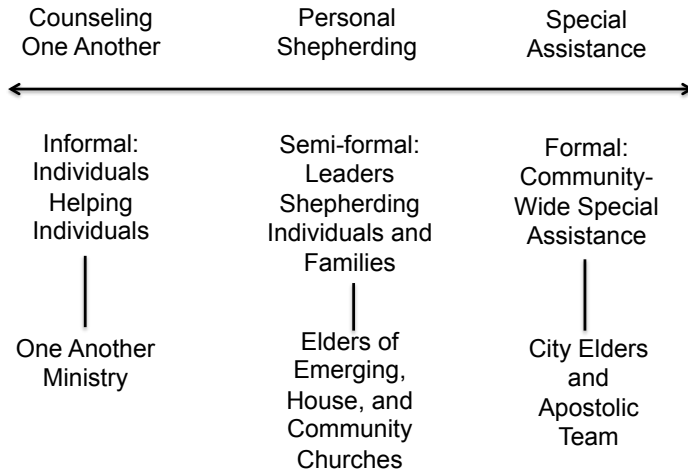 Counseling
One Another
Personal
Shepherding
Special
Assistance
Informal:
Individuals
Helping
Individuals
Semi-formal:
Leaders
Shepherding
Individuals and
Families
Formal:
Community-
Wide Special
Assistance
One Another
Ministry
Elders of
Emerging,
House, and
Community
Churches
City Elders
and
Apostolic
Team